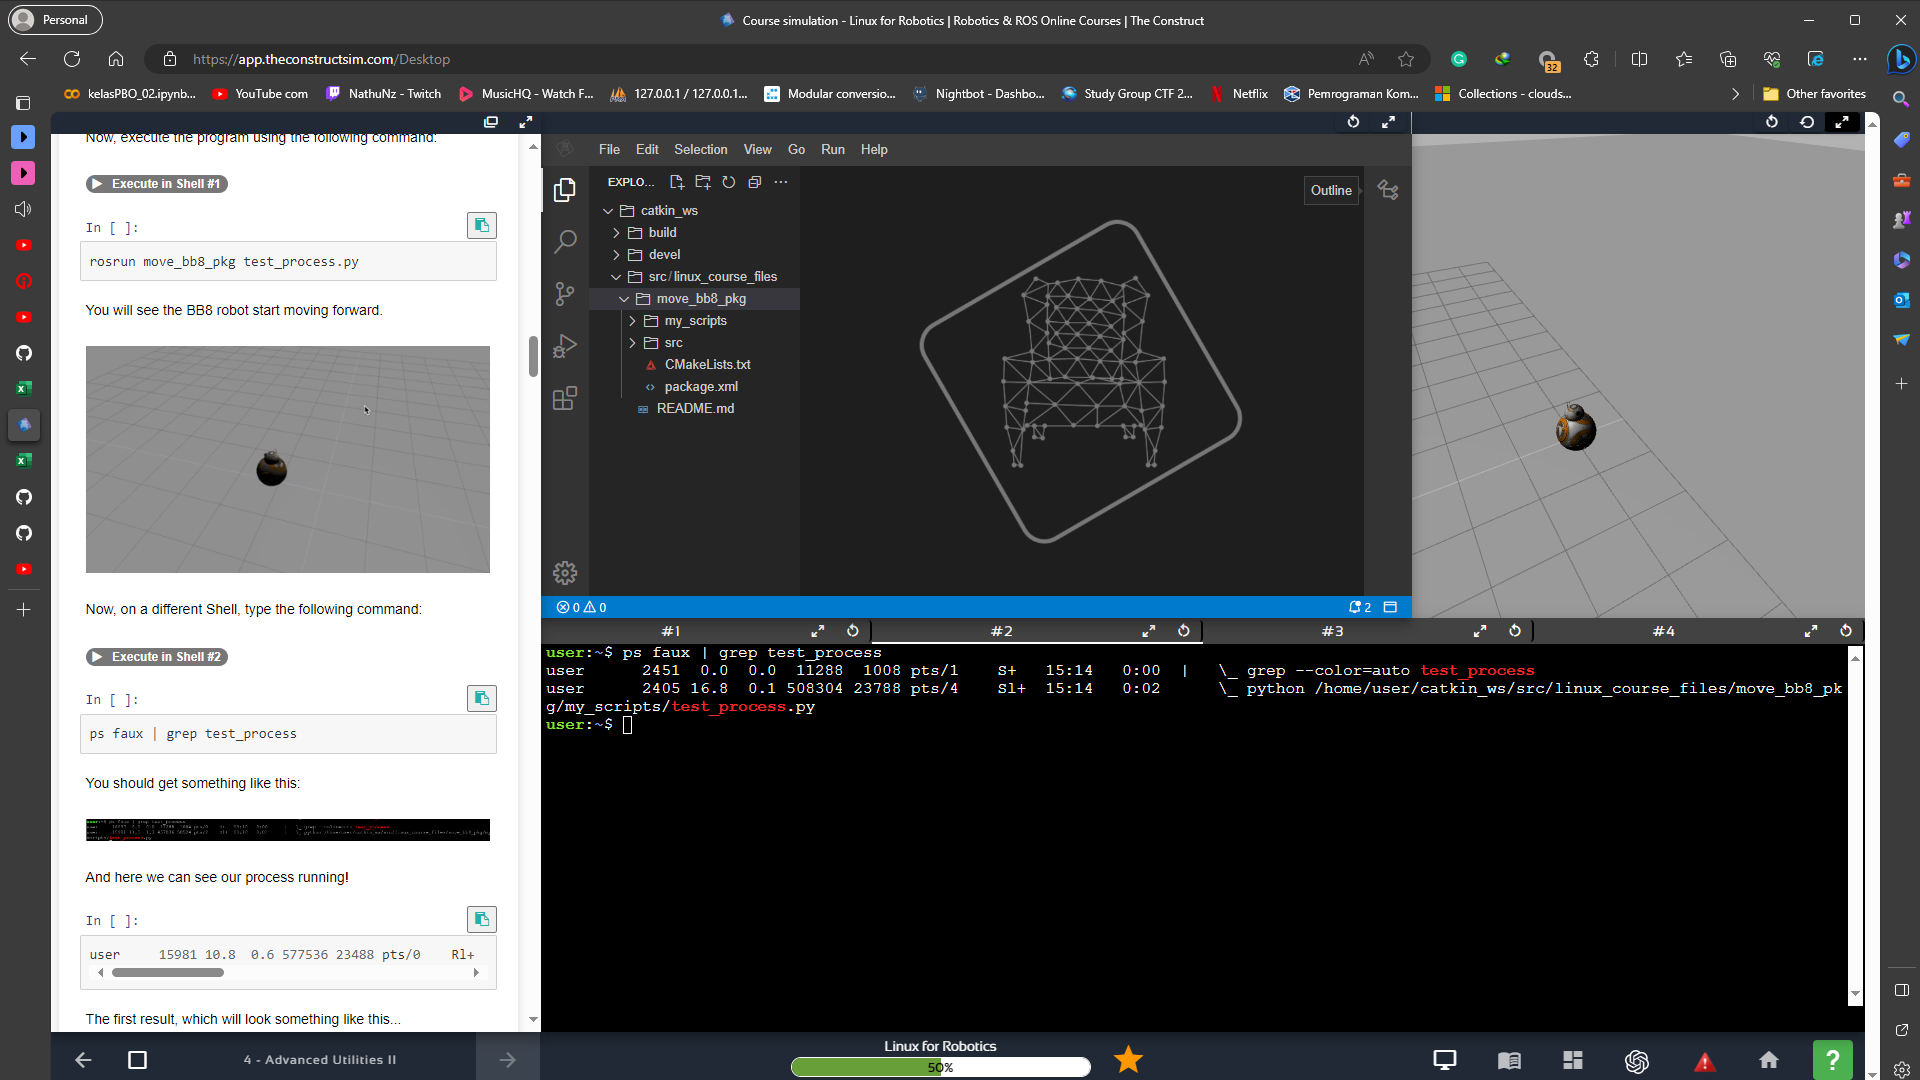 Personal
Course simulation - Linux for Robotics | Robotics & ROS Online Courses | The Construct
https://app.theconstructsim.com/Desktop
32
kelasPBO_02.ipynb...
YouTube com
NathuNz - Twitch
MusicHQ - Watch F...
127.0.0.1 / 127.0.0.1...
Modular conversio...
Nightbot - Dashbo...
Study Group CTF 2...
Netflix
Pemrograman Kom...
Collections - clouds...
Other favorites
Now, execute the program using the following command:
Execute in Shell #1
In [ ]:
rosrun move_bb8_pkg test_process.py
You will see the BB8 robot start moving forward.
Now, on a different Shell, type the following command:
Execute in Shell #2
In [ ]:
ps faux | grep test_process
You should get something like this:
And here we can see our process running!
In [ ]:
user     15981 10.8  0.6 577536 23488 pts/0    Rl+
The first result, which will look something like this...
File Edit Selection View Go Run Help
EXPLO...
catkin_ws
build
devel
src/linux_course_files
move_bb8_pkg
my_scripts
src
CMakeLists.txt
package.xml
README.md
Outline
0 0
2
#1
#2
#3
#4
user:~$ ps faux | grep test_process
user      2451  0.0  0.0  11288  1008 pts/1    S+   15:14   0:00  |   \_ grep --color=auto test_process
user      2405 16.8  0.1 508304 23788 pts/4    Sl+  15:14   0:02      \_ python /home/user/catkin_ws/src/linux_course_files/move_bb8_pk
g/my_scripts/test_process.py
user:~$
4 - Advanced Utilities II
Linux for Robotics
50%
?